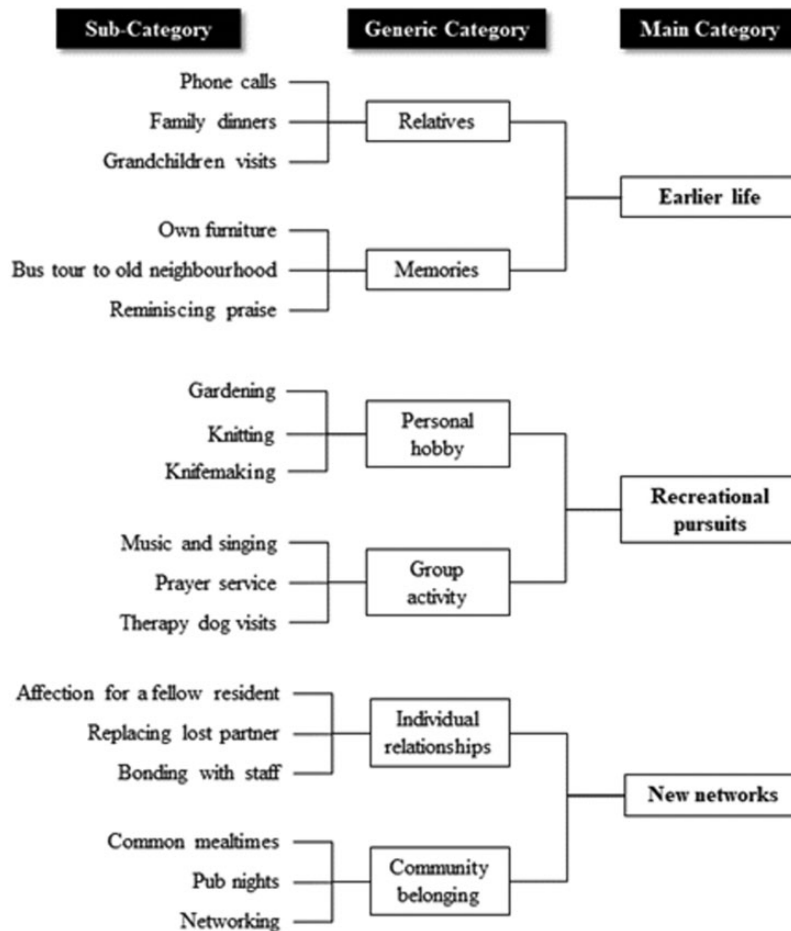 Sub-Category Generic Category Main Category
Phone calls
Family dinners
Grandchildren visits
Relatives
Own furniture
Bus tour to old neighbourhood
Reminiscing praise
Memories
Earlier life
Gardening
Knitting
Knifemaking
Personal
hobby
Music and singing
Prayer service
Therapy dog visits
Group
activity
Recreational
pursuits
Affection for a fellow resident
Replacing lost partner
Bonding with staff
Individual
relationships
Common mealtimes
Pub nights
Networking
Community
belonging
New networks